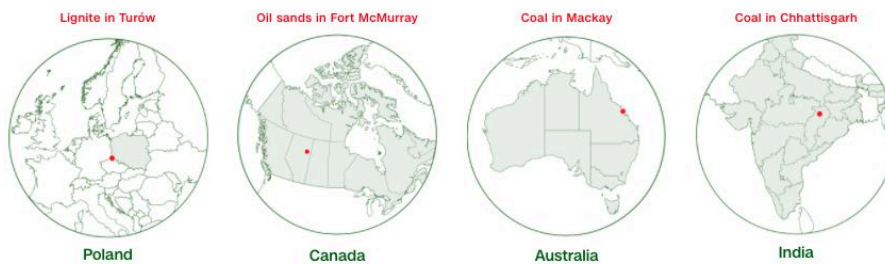 Lignite in Turów
Oil sands in Fort McMurray
Coal in Mackay
Coal in Chhattisgarh
Poland
Canada
Australia
India